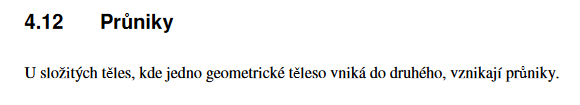 4.12 Průniky
U složitých těles, kde jedno geometrické těleso vniká do druhého, vznikají průniky.